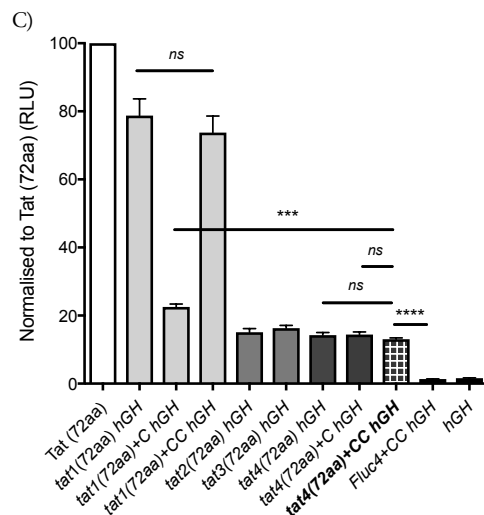 C)
Normalised to Tat (72aa) (RLU)
100
80
60
40
20
0
ns
***
ns
ns
****
Tat (72aa)
tat1(72aa) hGH
tat1(72aa)+C hGH
tat1(72aa)+CC hGH
tat2(72aa) hGH
tat3(72aa) hGH
tat4(72aa) hGH
tat4(72aa)+C hGH
tat4(72aa)+CC hGH
Fluc4+CC hGH
hGH